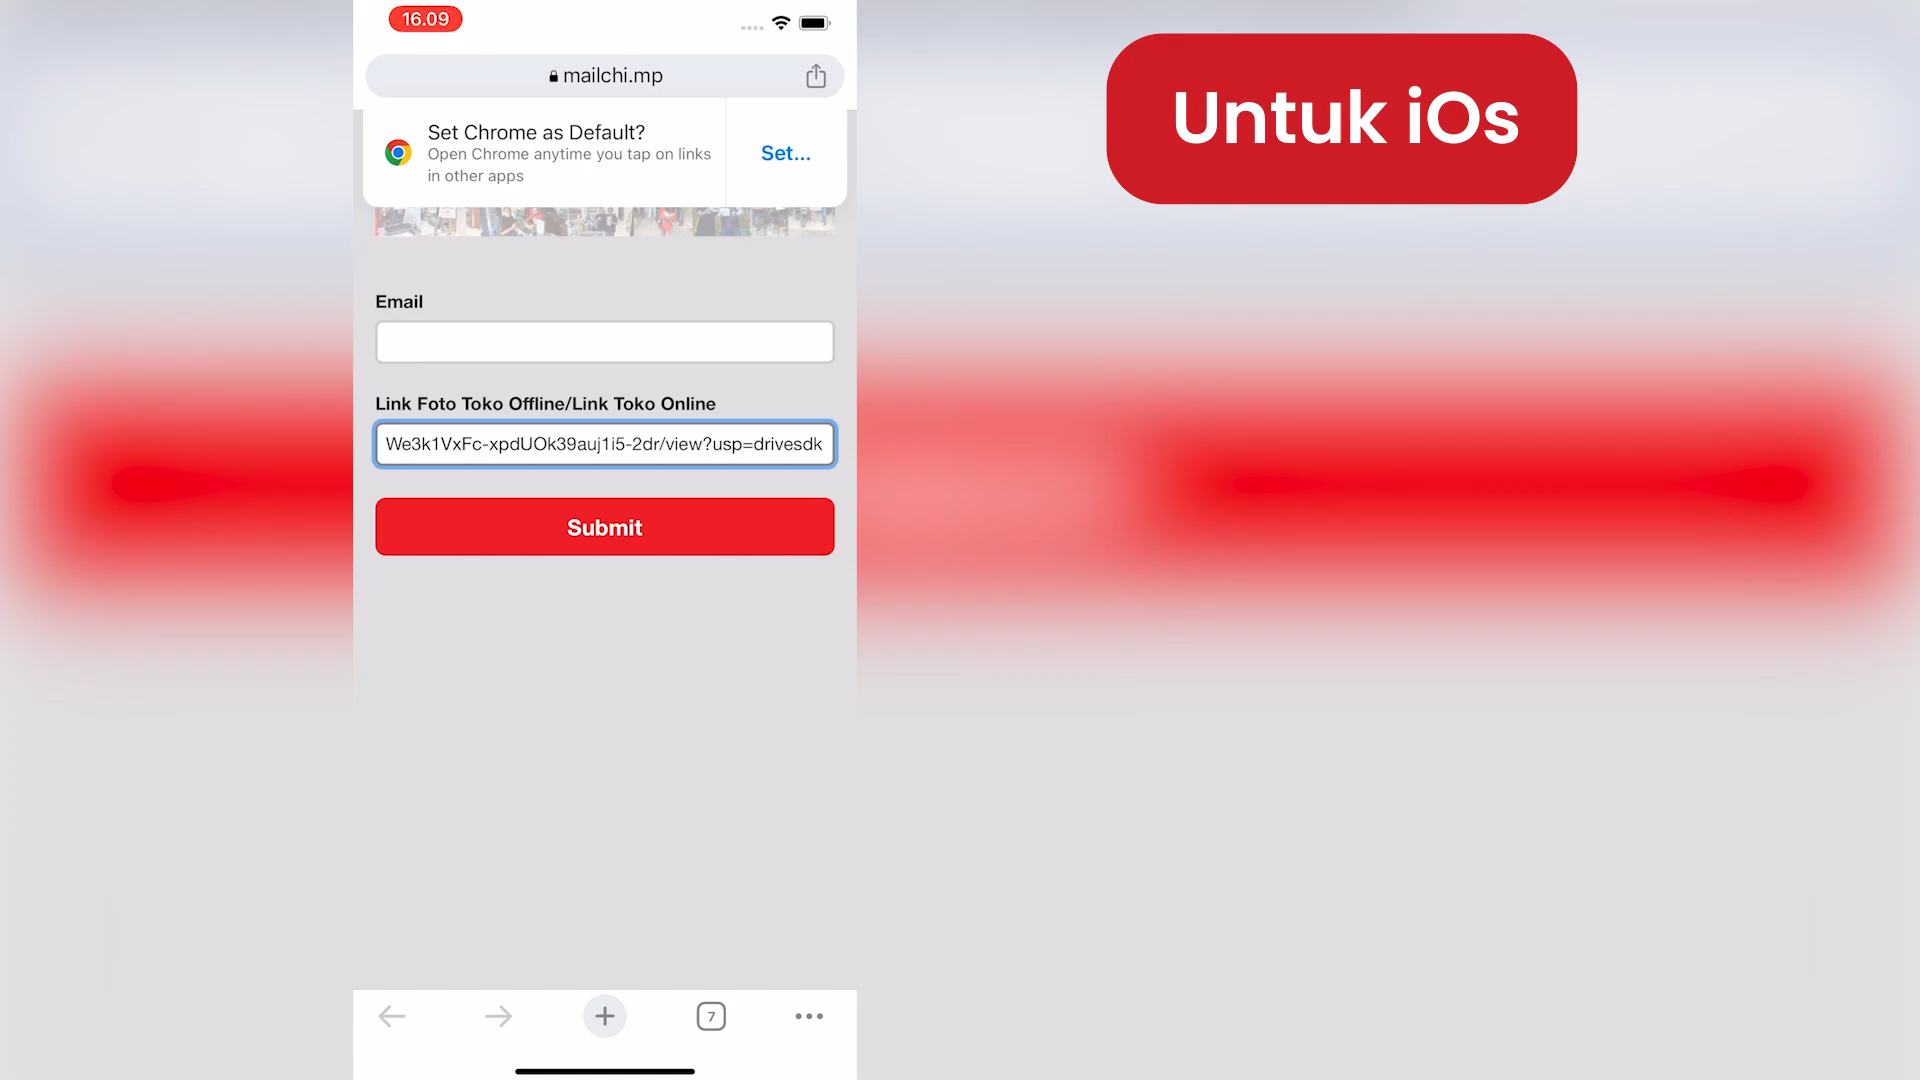 16.09
mailchi.mp
Set Chrome as Default?
Open Chrome anytime you tap on links
in other apps
Set...
Email
Link Foto Toko Offline/Link Toko Online
We3k1VxFc-xpdUOk39auj1i5-2dr/view?usp=drivesdk
Submit
7
Untuk iOs